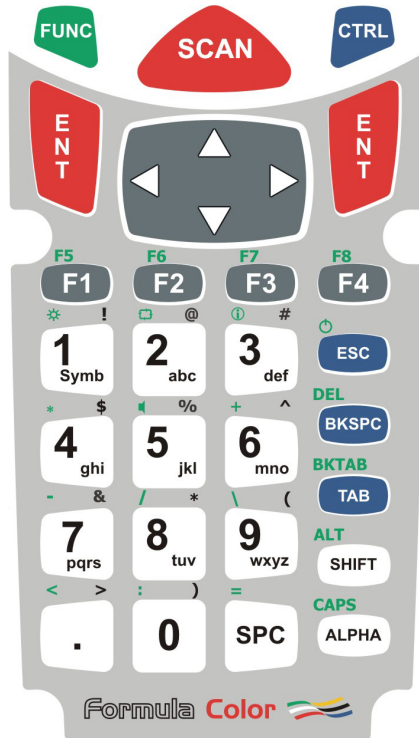 FUNC SCAN CTRL
ENT ENT
F5 F6 F7 F8
F1 F2 F3 F4
! @ #
1 2 3 ESC
Symb abc def
* $ % + ^ DEL
4 5 6 BKSPC
ghi jkl mno
- & / * \ ( BKTAB
7 8 9 TAB
pqrs tuv wxyz
ALT
SHIFT
< > : ) = CAPS
. 0 SPC ALPHA
Formula Color